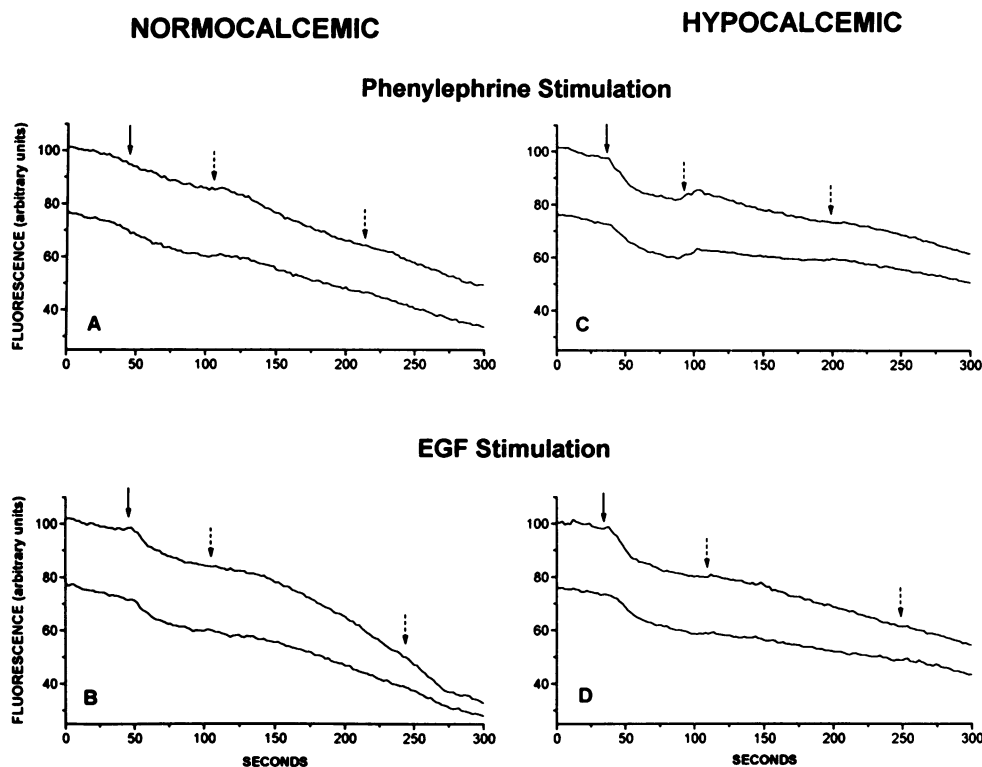 NORMOCALCEMIC
HYPOCALCEMIC
Phenylephrine Stimulation
FLUORESCENCE (arbitrary units)
100
80
60
40
A
0 50 100 150 200 250 300
100
80
60
40
C
0 50 100 150 200 250 300
EGF Stimulation
FLUORESCENCE (arbitrary units)
100
80
60
40
B
0 50 100 150 200 250 300
SECONDS
100
80
60
40
D
0 50 100 150 200 250 300
SECONDS